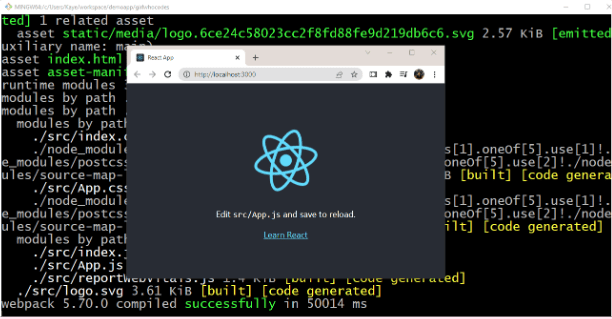 MINGW64:/c/Users/Kaye/workspace/demoapp/gatwhocodes
ted] 1 related asset
asset static/media/logo.6ce24c58023cc2f8fd88fe9d219db6c6.svg 2.57 KiB [emitted
uxiliary name: main)
asset index.html
asset asset-mani
runtime modules
modules by path
modules by path
modules by path
./src/index.c
./node_module
s[1].oneOf[5].use[1]!.
e_modules/postcss
oneOf[5].use[2]!./node
ules/source-map-
[built] [code genera
./src/App.css
./node_module
s[1].oneOf[5].use[1]!.
e_modules/postcss
oneOf[5].use[2]!./node
ules/source-map-
ilt] [code generated]
modules by path
./src/index.j
./src/App.js
./src/reportWebVitals.js 1.4 KiB [built] [code generated]
./src/logo.svg 3.61 KiB [built] [code generated]
webpack 5.70.0 compiled successfully in 50014 ms
React App
http://localhost:3000
Edit src/App.js and save to reload.
Learn React